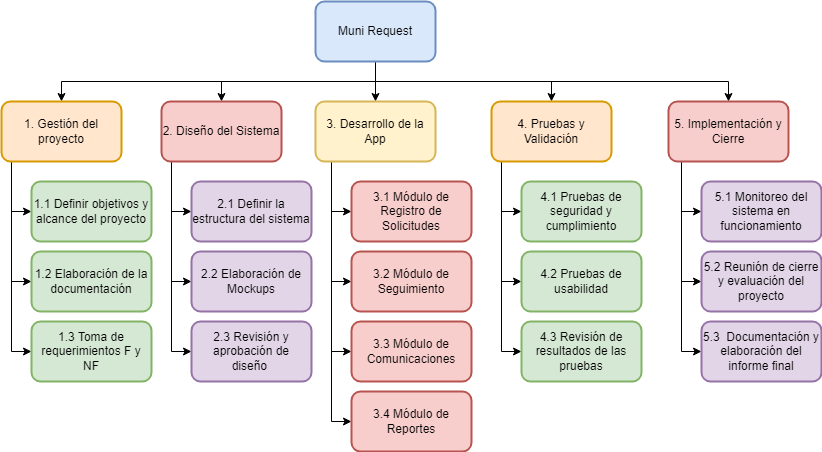 Muni Request
1. Gestión del
proyecto
2. Diseño del Sistema
3. Desarrollo de la
App
4. Pruebas y
Validación
5. Implementación y
Cierre
1.1 Definir objetivos y
alcance del proyecto
1.2 Elaboración de la
documentación
1.3 Toma de
requerimientos F y
NF
2.1 Definir la
estructura del sistema
2.2 Elaboración de
Mockups
2.3 Revisión y
aprobación de
diseño
3.1 Módulo de
Registro de
Solicitudes
3.2 Módulo de
Seguimiento
3.3 Módulo de
Comunicaciones
3.4 Módulo de
Reportes
4.1 Pruebas de
seguridad y
cumplimiento
4.2 Pruebas de
usabilidad
4.3 Revisión de
resultados de las
pruebas
5.1 Monitoreo del
sistema en
funcionamiento
5.2 Reunión de cierre
y evaluación del
proyecto
5.3 Documentación y
elaboración del
informe final